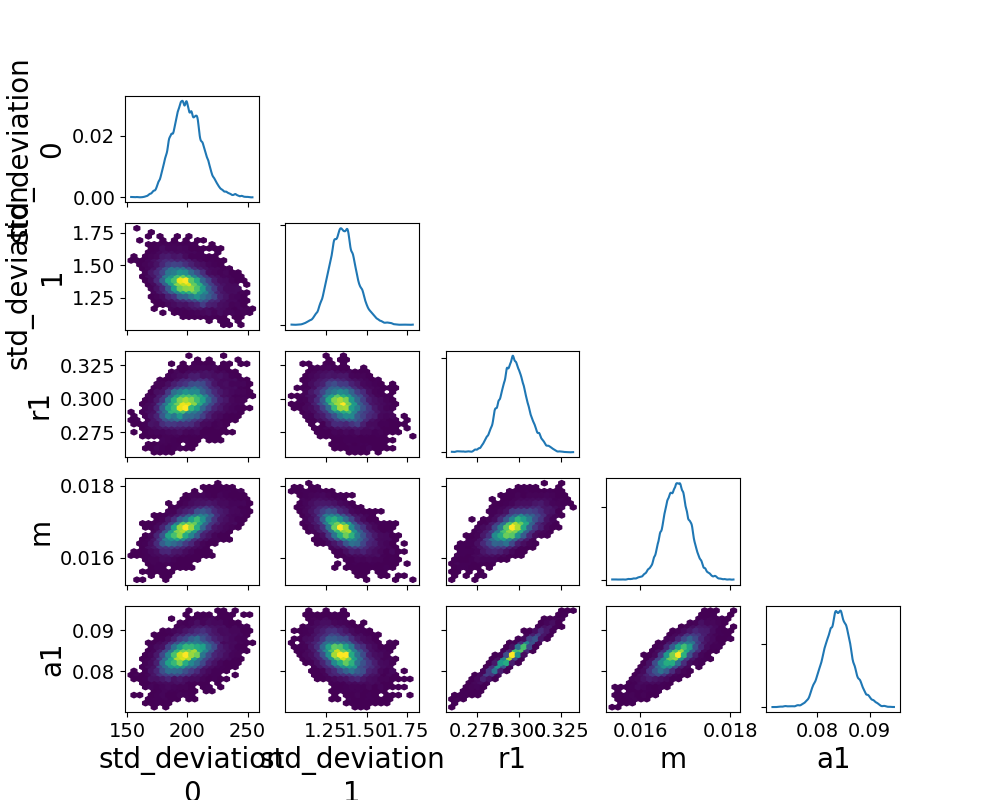 std_deviation
0
0.02
0.00
std_deviation
1
1.75
1.50
1.25
r1
0.325
0.300
0.275
m
0.018
0.016
a1
0.09
0.08
150 200 250
1.25 1.50 1.75
0.275 0.300 0.325
0.016 0.018
0.08 0.09
std_deviation
0
std_deviation
1
r1
m
a1